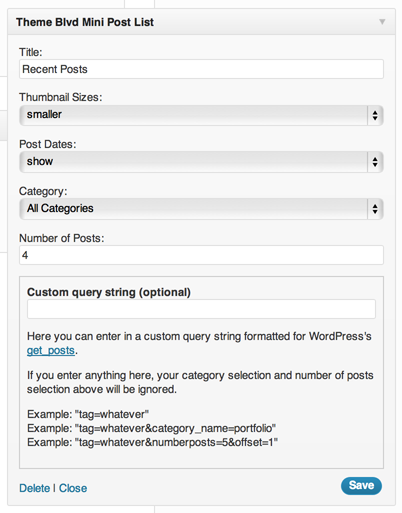 Theme Blvd Mini Post List
Title:
Recent Posts
Thumbnail Sizes:
smaller
Post Dates:
show
Category:
All Categories
Number of Posts:
4
Custom query string (optional)
Here you can enter in a custom query string formatted for WordPress's
get_posts.
If you enter anything here, your category selection and number of posts
selection above will be ignored.
Example: "tag=whatever"
Example: "tag=whatever&category_name=portfolio"
Example: "tag=whatever&numberposts=5&offset=1"
Delete | Close
Save